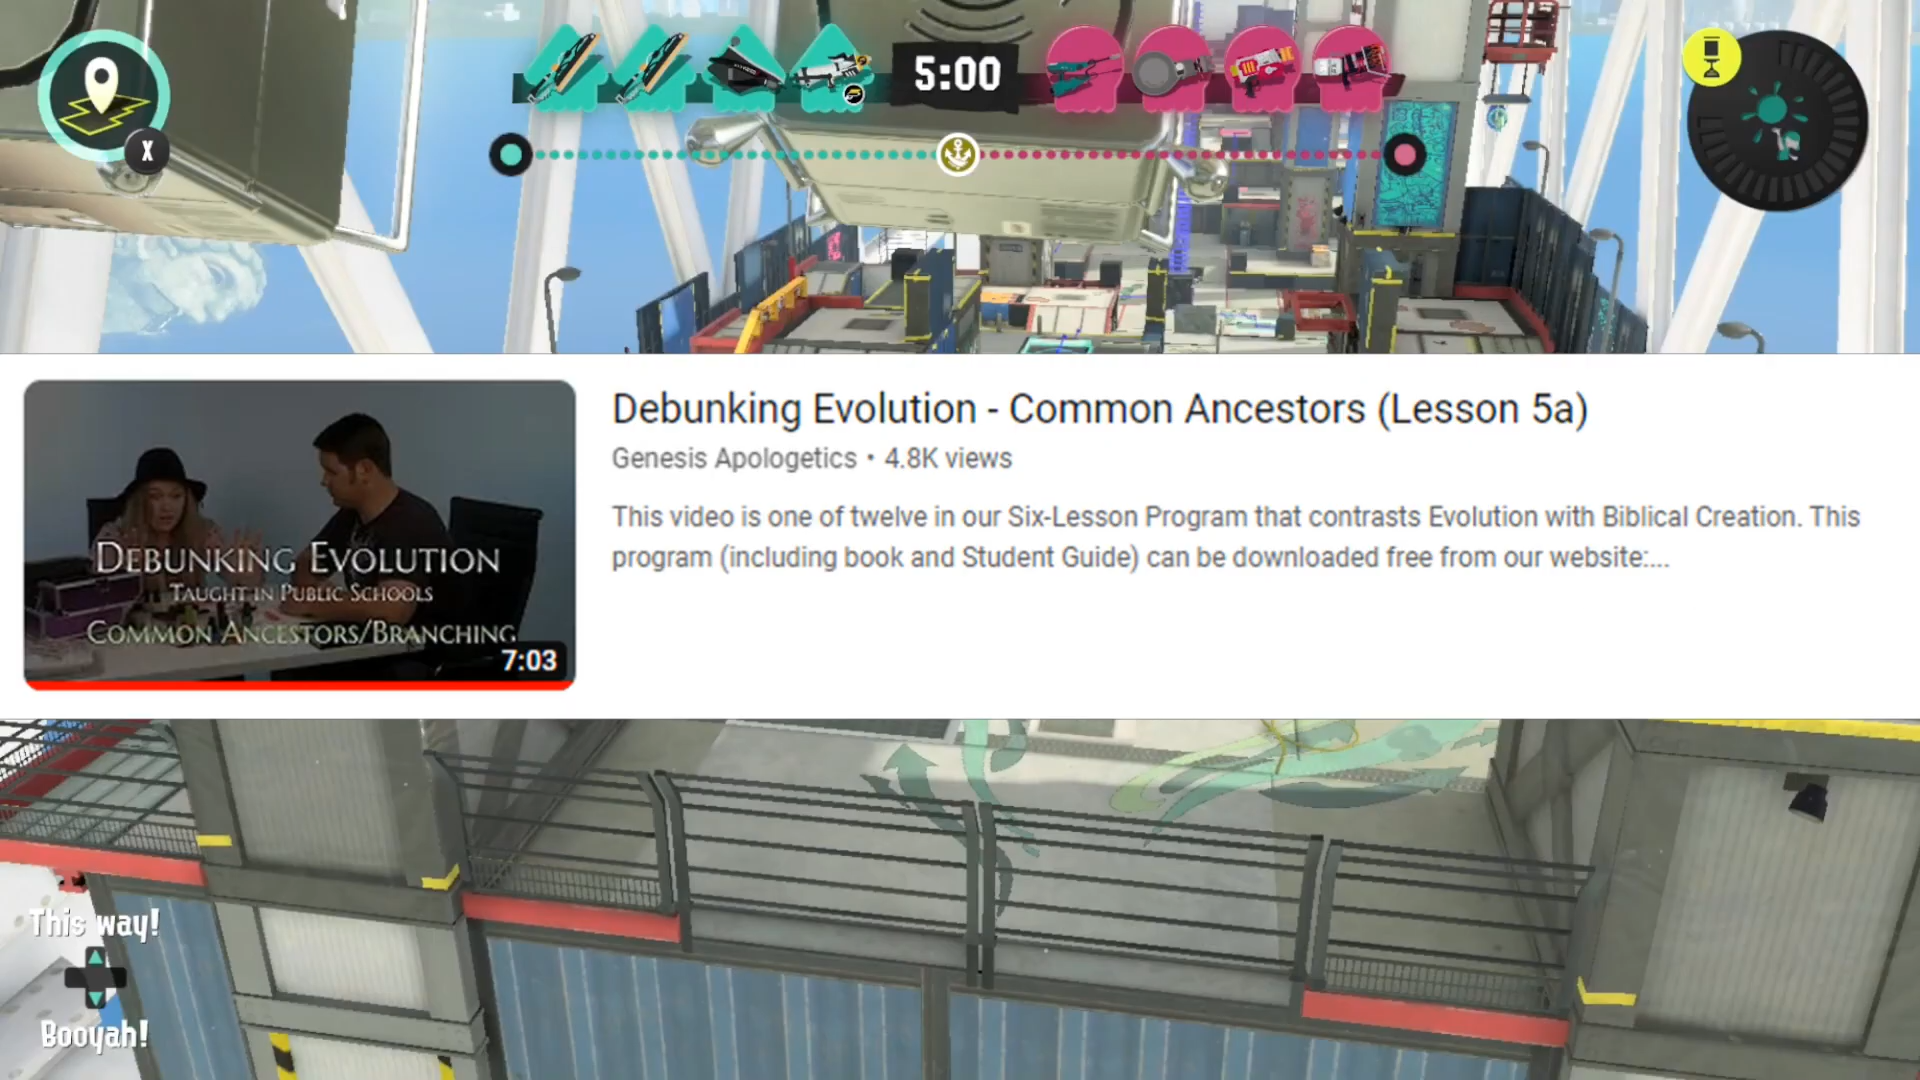 5:00
X
DEBUNKING EVOLUTION
TAUGHT IN PUBLIC SCHOOLS
COMMON ANCESTORS/BRANCHING
7:03
Debunking Evolution - Common Ancestors (Lesson 5a)
Genesis Apologetics • 4.8K views
This video is one of twelve in our Six-Lesson Program that contrasts Evolution with Biblical Creation. This
program (including book and Student Guide) can be downloaded free from our website:....
This way!
Booyah!